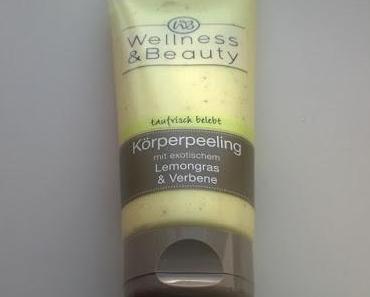 W&B
Wellness
& Beauty
taufrisch belebt
Körperpeeling
mit exotischem
Lemongras
& Verbene